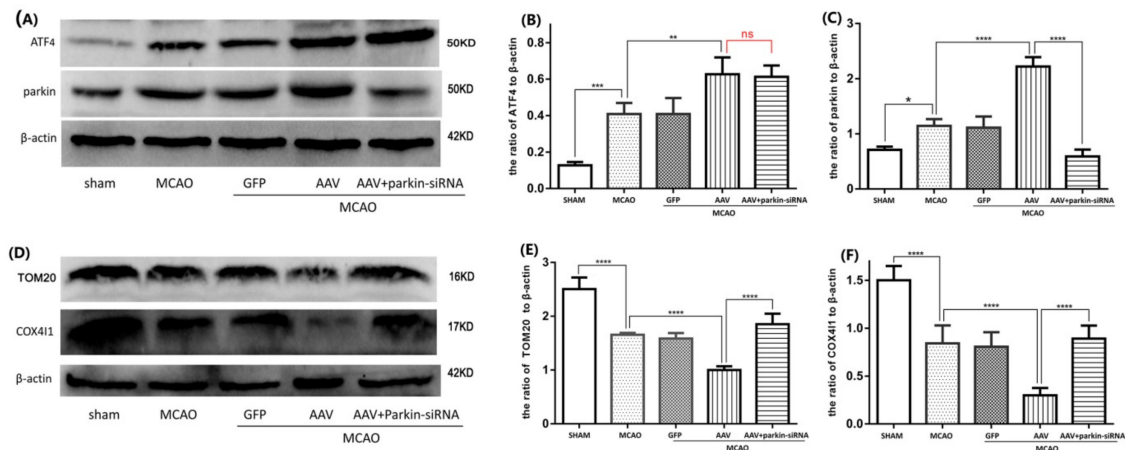 (A)
ATF4
50KD
parkin
50KD
β-actin
42KD
sham MCAO GFP AAV AAV+parkin-siRNA
MCAO
(B)
the ratio of ATF4 to β-actin
0.8
0.6
0.4
0.2
0.0
***
**
ns
SHAM MCAO GFP AAV AAV+parkin-siRNA
MCAO
(C)
the ratio of parkin to β-actin
3
2
1
0
*
****
****
SHAM MCAO GFP AAV AAV+parkin-siRNA
MCAO
(D)
TOM20
16KD
COX4I1
17KD
β-actin
42KD
sham MCAO GFP AAV AAV+Parkin-siRNA
MCAO
(E)
the ratio of TOM20 to β-actin
3
2
1
0
****
****
****
SHAM MCAO GFP AAV AAV+parkin-siRNA
MCAO
(F)
the ratio of COX4I1 to β-actin
2.0
1.5
1.0
0.5
0.0
****
****
****
SHAM MCAO GFP AAV AAV+parkin-siRNA
MCAO